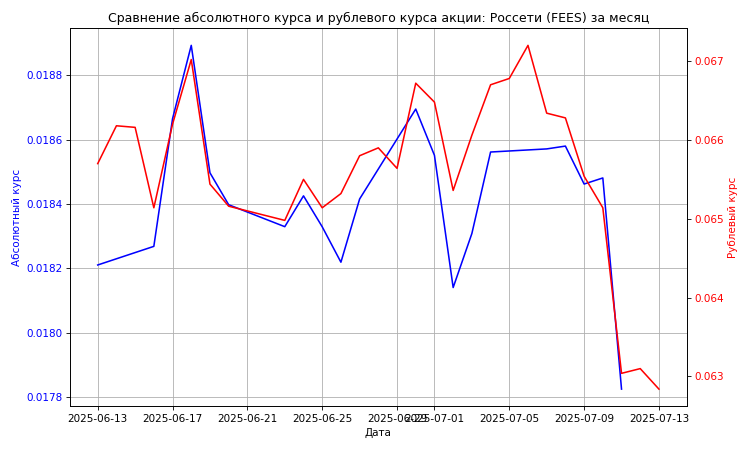 Сравнение абсолютного курса и рублевого курса акции: Россети (FEES) за месяц
0.0188
0.0186
0.0184
0.0182
0.0180
0.0178
Абсолютный курс
0.067
0.066
0.065
0.064
0.063
Рублевый курс
2025-06-13 2025-06-17 2025-06-21 2025-06-25 2025-06-29 2025-07-01 2025-07-05 2025-07-09 2025-07-13
Дата